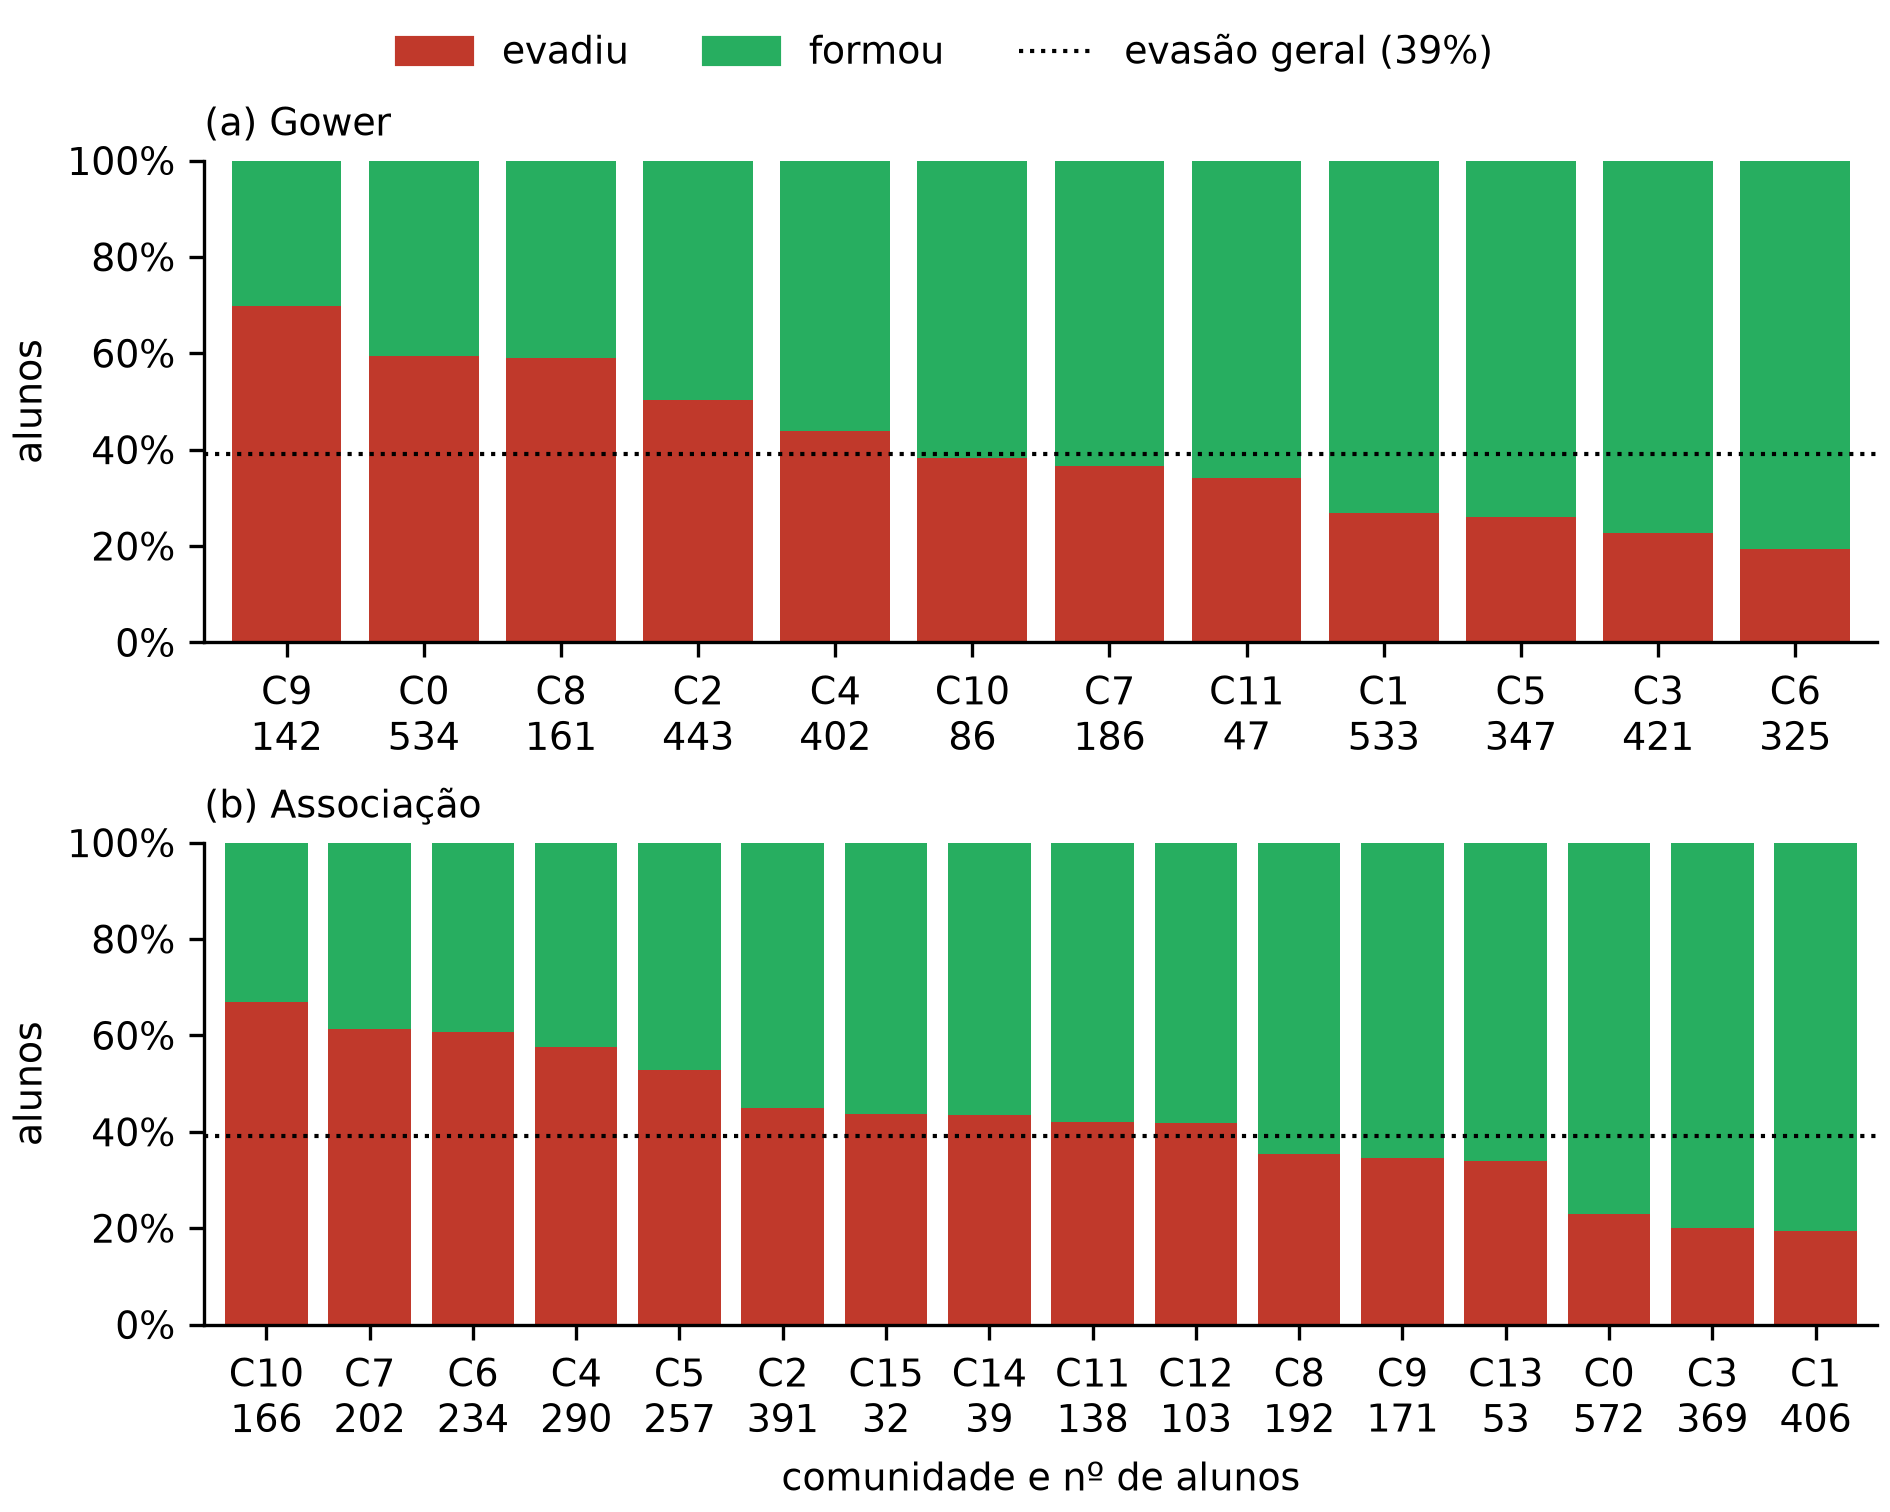 evadiu formou evasão geral (39%)
(a) Gower
100%
80%
60%
40%
20%
0%
alunos
C9 C0 C8 C2 C4 C10 C7 C11 C1 C5 C3 C6
142 534 161 443 402 86 186 47 533 347 421 325
(b) Associação
100%
80%
60%
40%
20%
0%
alunos
C10 C7 C6 C4 C5 C2 C15 C14 C11 C12 C8 C9 C13 C0 C3 C1
166 202 234 290 257 391 32 39 138 103 192 171 53 572 369 406
comunidade e nº de alunos